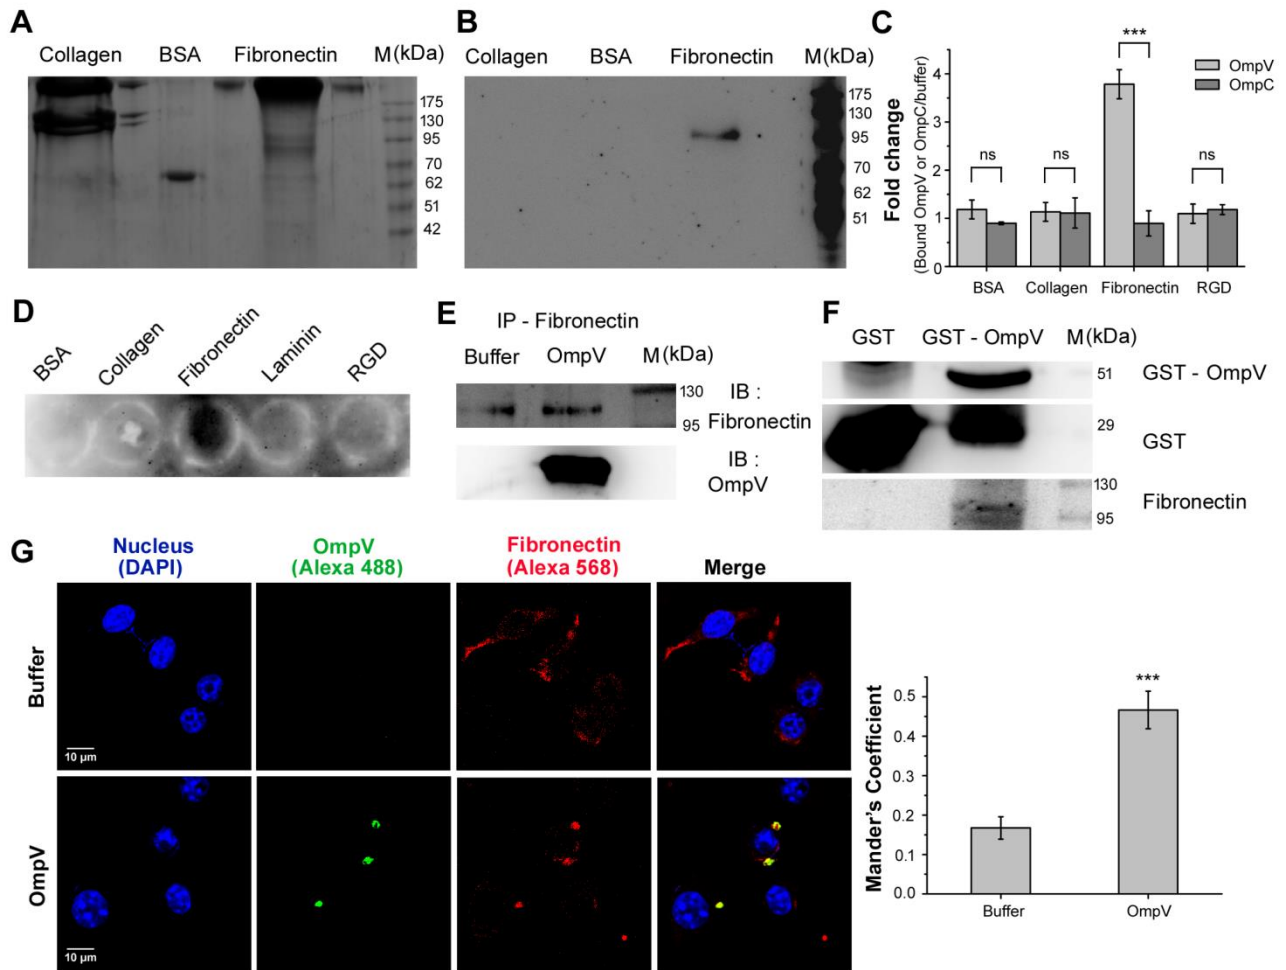 A
Collagen BSA Fibronectin M(kDa)
175
130
95
70
62
51
42
B
Collagen BSA Fibronectin M(kDa)
175
130
95
70
62
51
C
Fold change
(Bound OmpV or OmpC/buffer)
4
3
2
1
0
ns ns *** ns
OmpV
OmpC
BSA Collagen Fibronectin RGD
D
BSA Collagen Fibronectin Laminin RGD
E
IP - Fibronectin
Buffer OmpV M(kDa)
130
95
IB :
Fibronectin
IB :
OmpV
F
GST GST - OmpV M(kDa)
51 GST - OmpV
29
GST
130
95
Fibronectin
G
Nucleus
(DAPI)
OmpV
(Alexa 488)
Fibronectin
(Alexa 568)
Merge
Buffer
10 µm
OmpV
10 µm
Mander's Coefficient
0.5
0.4
0.3
0.2
0.1
0.0
***
Buffer OmpV